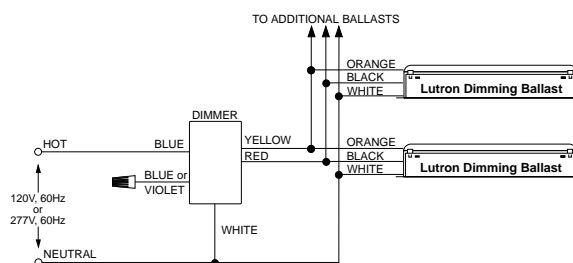 TO ADDITIONAL BALLASTS
ORANGE
BLACK
WHITE
Lutron Dimming Ballast
DIMMER
HOT
BLUE
YELLOW
RED
ORANGE
BLACK
WHITE
Lutron Dimming Ballast
BLUE or
VIOLET
120V, 60Hz
or
277V, 60Hz
WHITE
NEUTRAL